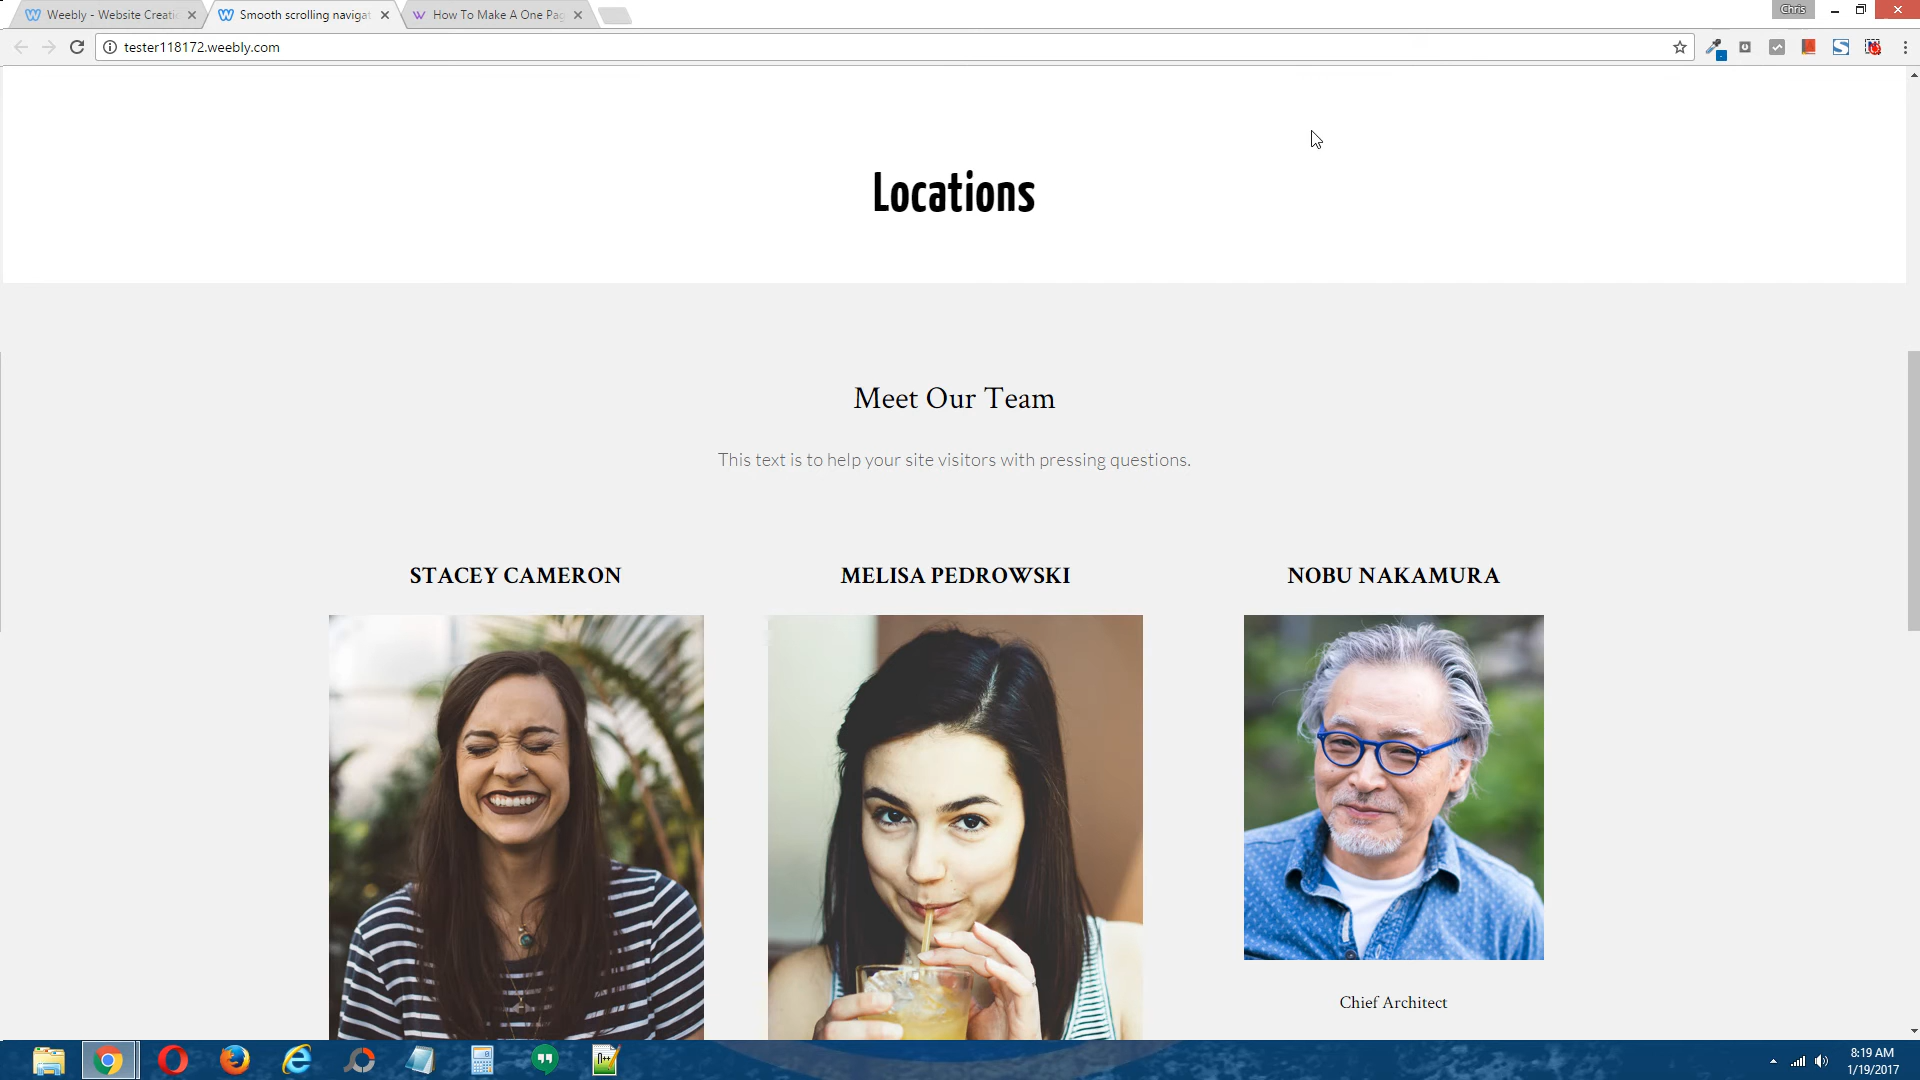 Weebly - Website Creati
Smooth scrolling navigat
How To Make A One Pag
Chris
tester118172.weebly.com
Locations
Meet Our Team
This text is to help your site visitors with pressing questions.
STACEY CAMERON
MELISA PEDROWSKI
NOBU NAKAMURA
Chief Architect
8:19 AM
1/19/2017